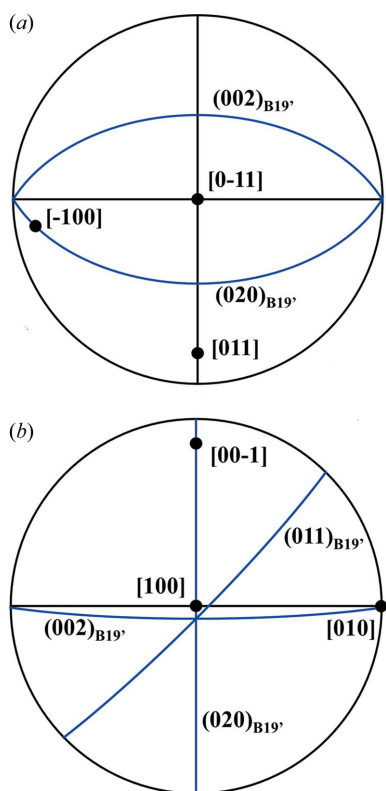 (a)
(002)B19’
[0-11]
[-100]
(020)B19’
[011]
(b)
[00-1]
(011)B19’
[100]
(002)B19’
[010]
(020)B19’